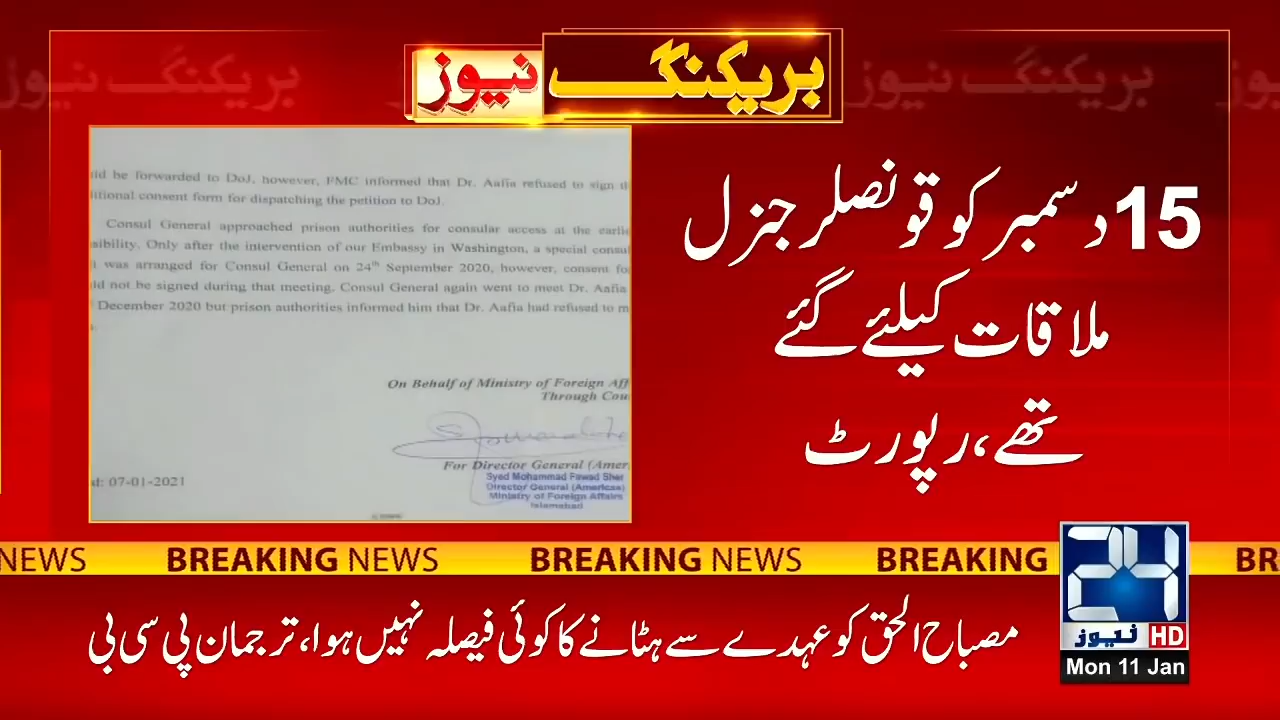 بریکنگ نیوز
uld be forwarded to DoJ, however, FMC informed that Dr. Aafia refused to sign th
itional consent form for dispatching the petition to DoJ.
Consul General approached prison authorities for consular access at the earlie
sibility. Only after the intervention of our Embassy in Washington, a special consul
t was arranged for Consul General on 24th September 2020, however, consent fo
ld not be signed during that meeting. Consul General again went to meet Dr. Aafia
December 2020 but prison authorities informed him that Dr. Aafia had refused to m
On Behalf of Ministry of Foreign Aff
Through Cou
For Director General (Amer
Syed Mohammad Fawad Sher
Director General (Americas)
Ministry of Foreign Affairs
Islamabad
d: 07-01-2021
15 دسمبر کو قونصلر جنرل
ملاقات کیلئے گئے
تھے، رپورٹ
NEWS BREAKING NEWS BREAKING NEWS BREAKING BR
مصباح الحق کو عہدے سے ہٹانے کا کوئی فیصلہ نہیں ہوا، ترجمان پی سی بی
24
نیوز HD
Mon 11 Jan